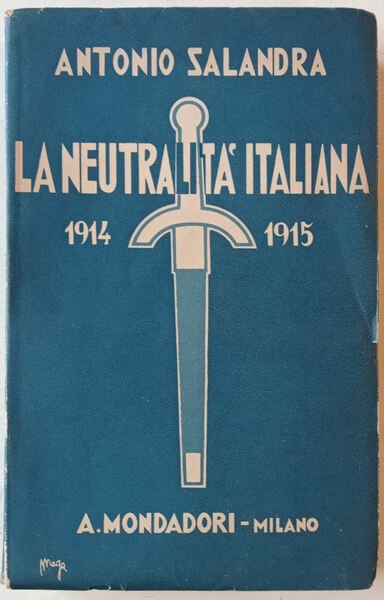 ANTONIO SALANDRA
LA NEUTRALITÀ ITALIANA
1914 1915
A. MONDADORI - MILANO